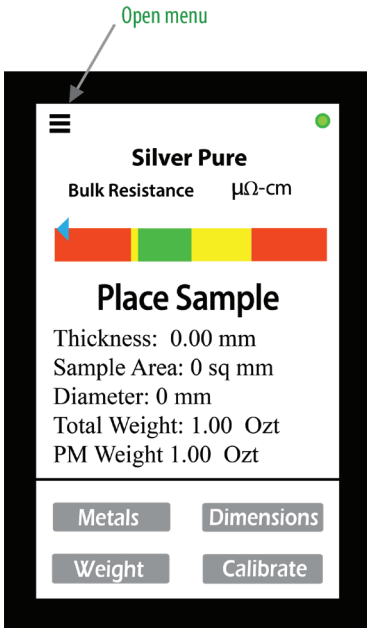 Open menu
Silver Pure
Bulk Resistance μΩ-cm
Place Sample
Thickness: 0.00 mm
Sample Area: 0 sq mm
Diameter: 0 mm
Total Weight: 1.00 Ozt
PM Weight 1.00 Ozt
Metals Dimensions
Weight Calibrate